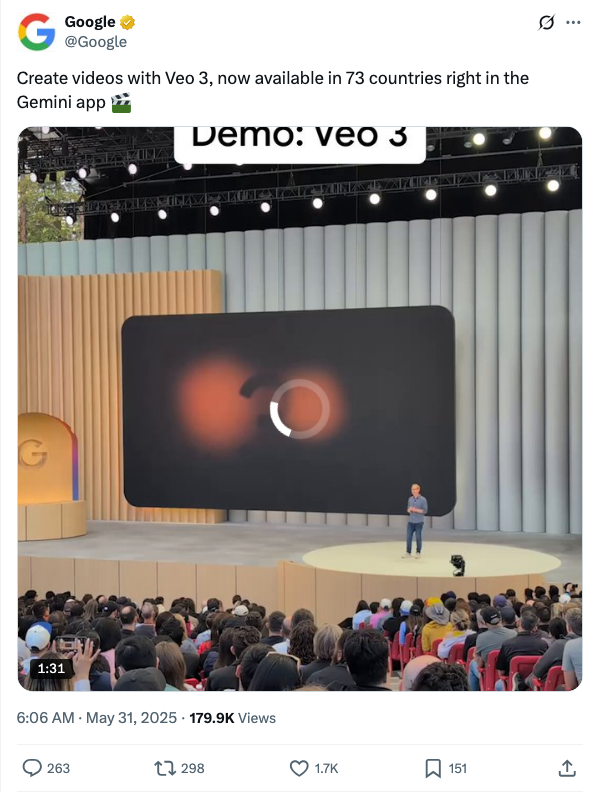 Google
@Google
Create videos with Veo 3, now available in 73 countries right in the
Gemini app 🎬
Demo: Veo 3
G
1:31
6:06 AM · May 31, 2025 · 179.9K Views
263
298
1.7K
151